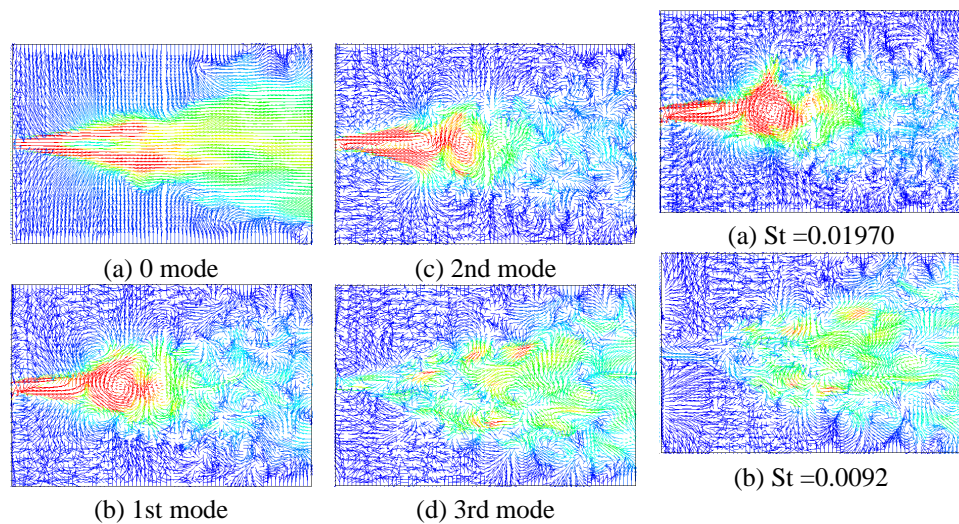 (a) 0 mode
(c) 2nd mode
(b) 1st mode
(d) 3rd mode
(a) St =0.01970
(b) St =0.0092